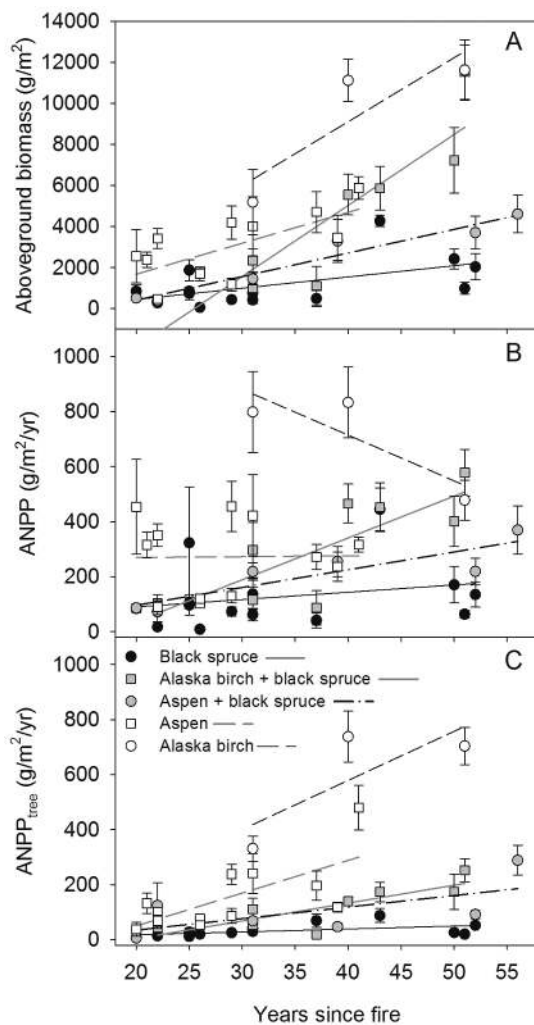 A
Aboveground biomass (g/m²)
14000
12000
10000
8000
6000
4000
2000
0
B
ANPP (g/m²/yr)
1000
800
600
400
200
0
C
ANPPtree (g/m²/yr)
1000
800
600
400
200
0
Black spruce
Alaska birch + black spruce
Aspen + black spruce
Aspen
Alaska birch
20 25 30 35 40 45 50 55
Years since fire